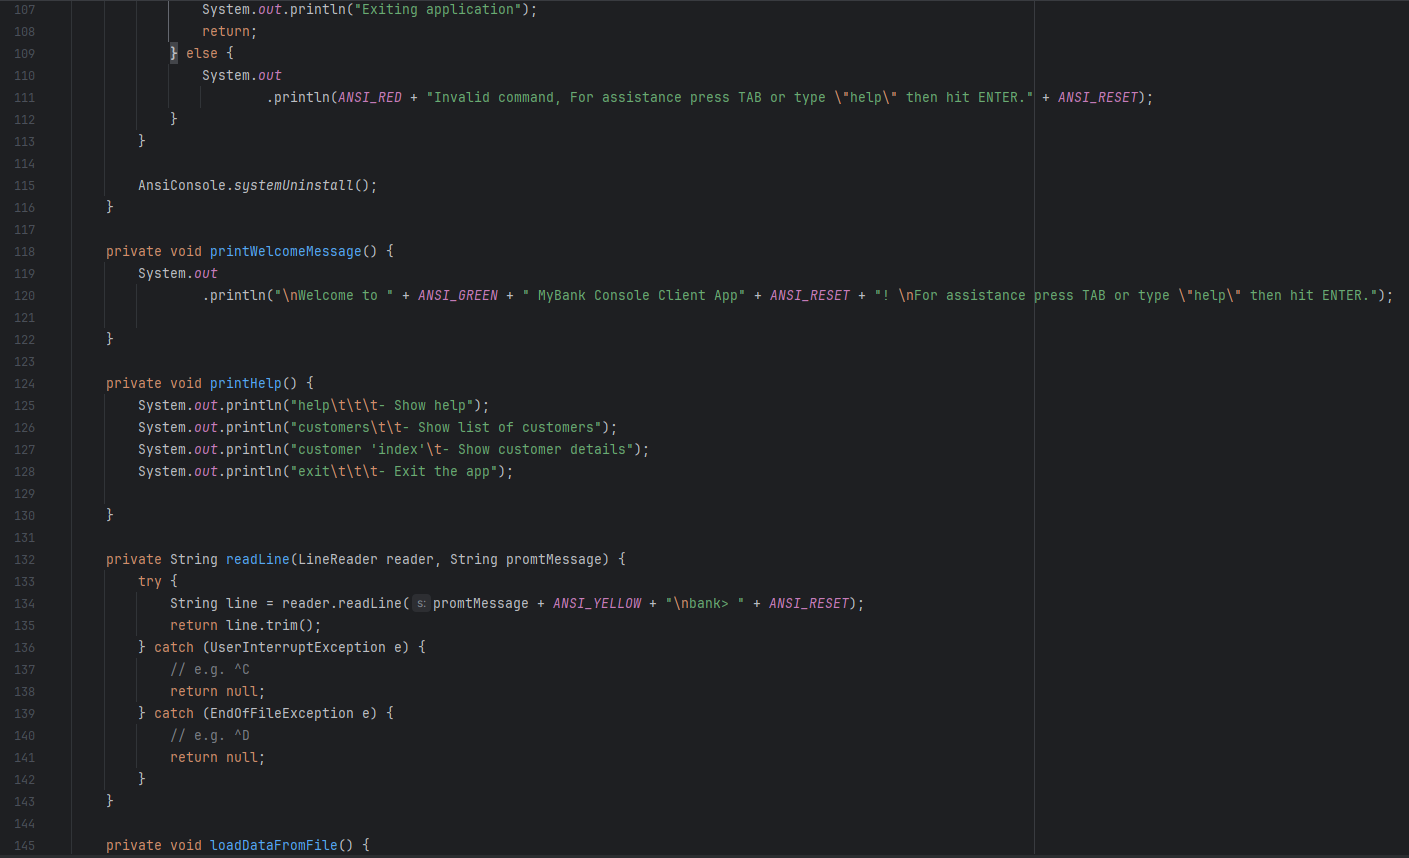 107 System.out.println("Exiting application");
108 return;
109 } else {
110 System.out
111 .println(ANSI_RED + "Invalid command, For assistance press TAB or type \"help\" then hit ENTER." + ANSI_RESET);
112 }
113 }
114
115 AnsiConsole.systemUninstall();
116 }
117
118 private void printWelcomeMessage() {
119 System.out
120 .println("\nWelcome to " + ANSI_GREEN + " MyBank Console Client App" + ANSI_RESET + "! \nFor assistance press TAB or type \"help\" then hit ENTER.");
121
122 }
123
124 private void printHelp() {
125 System.out.println("help\t\t\t- Show help");
126 System.out.println("customers\t\t- Show list of customers");
127 System.out.println("customer 'index'\t- Show customer details");
128 System.out.println("exit\t\t\t- Exit the app");
129
130 }
131
132 private String readLine(LineReader reader, String promtMessage) {
133 try {
134 String line = reader.readLine( s: promtMessage + ANSI_YELLOW + "\nbank> " + ANSI_RESET);
135 return line.trim();
136 } catch (UserInterruptException e) {
137 // e.g. ^C
138 return null;
139 } catch (EndOfFileException e) {
140 // e.g. ^D
141 return null;
142 }
143 }
144
145 private void loadDataFromFile() {